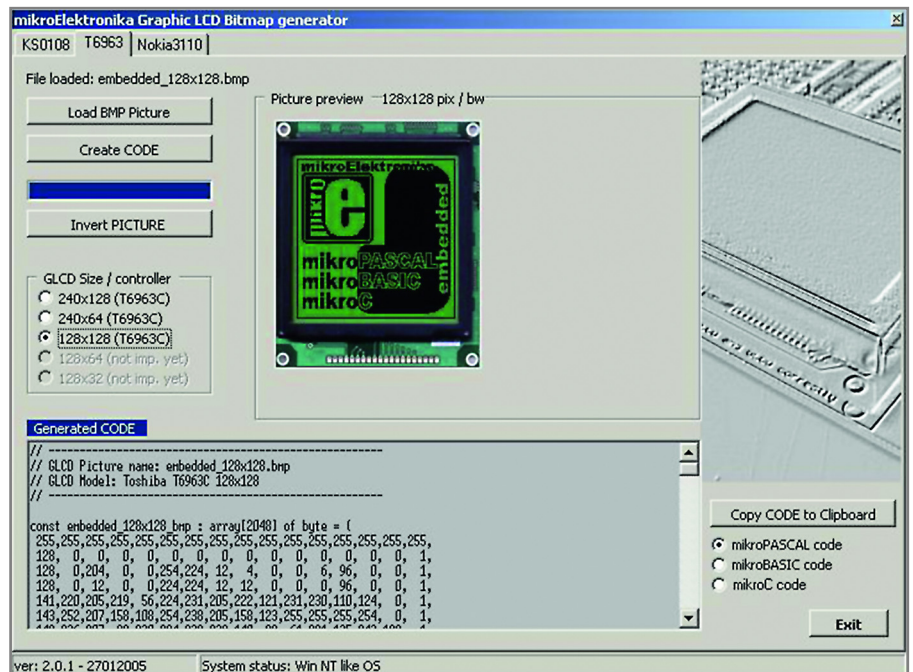 mikroElektronika Graphic LCD Bitmap generator
KS0108 T6963 Nokia3110
File loaded: embedded_128x128.bmp
Load BMP Picture
Create CODE
Invert PICTURE
GLCD Size / controller
240x128 (T6963C)
240x64 (T6963C)
128x128 (T6963C)
128x64 (not imp. yet)
128x32 (not imp. yet)
Picture preview 128x128 pix / bw
mikroElektronika
mikro
e
embedded
mikroPASCAL
mikroBASIC
mikroC
Generated CODE
// ------------------------------------------------------
// GLCD Picture name: embedded_128x128.bmp
// GLCD Model: Toshiba T6963C 128x128
// ------------------------------------------------------
const embedded_128x128_bmp : array[2048] of byte = (
255,255,255,255,255,255,255,255,255,255,255,255,255,255,255,255,
128, 0, 0, 0, 0, 0, 0, 0, 0, 0, 0, 0, 0, 0, 0, 1,
128, 0,204, 0, 0,254,224, 12, 4, 0, 0, 6, 96, 0, 0, 1,
128, 0, 12, 0, 0,224,224, 12, 12, 0, 0, 0, 96, 0, 0, 1,
141,220,205,219, 56,224,231,205,222,121,231,230,110,124, 0, 1,
143,252,207,158,108,254,238,205,158,123,255,255,255,254, 0, 1,
correctly
Copy CODE to Clipboard
mikroPASCAL code
mikroBASIC code
mikroC code
Exit
ver: 2.0.1 - 27012005
System status: Win NT like OS